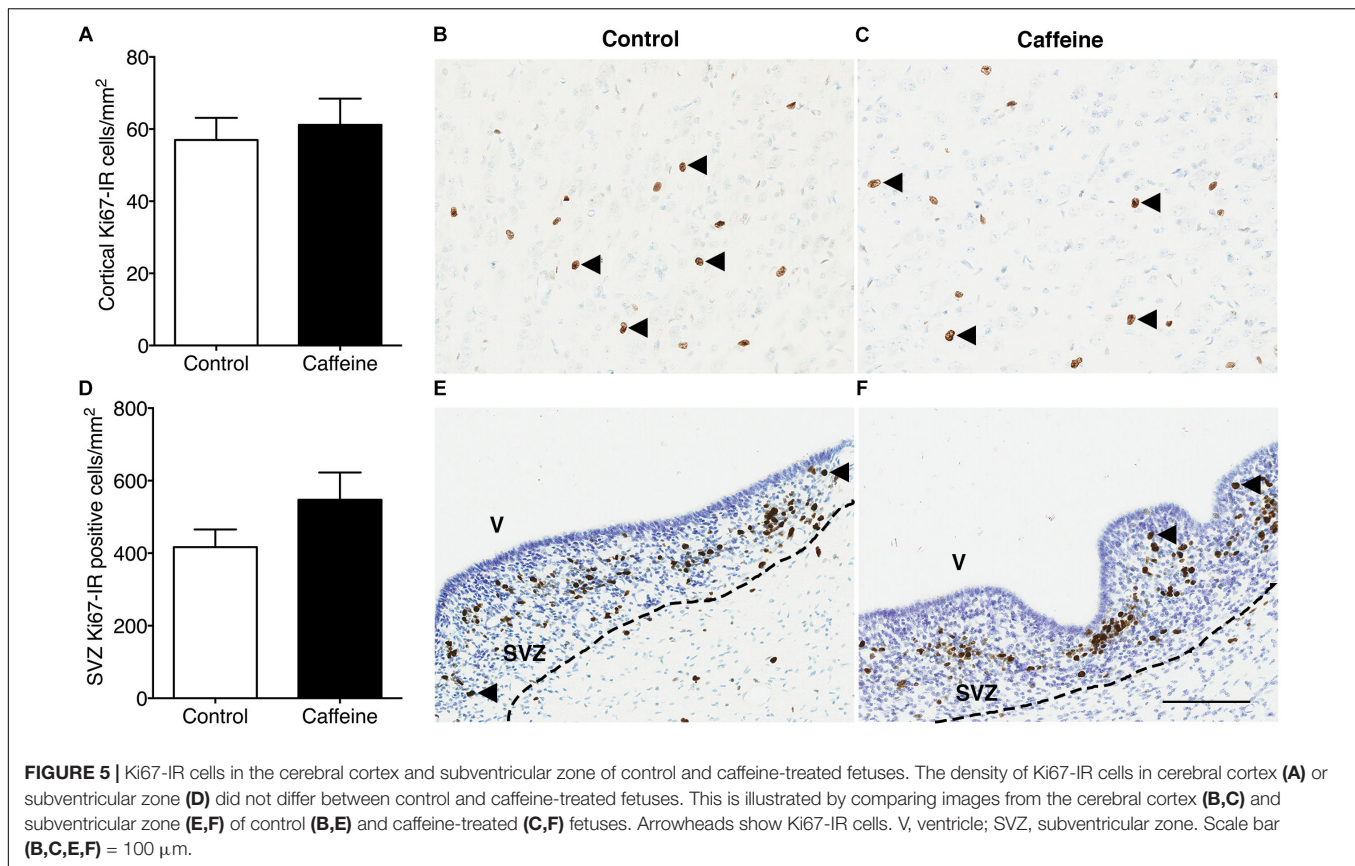 A
Cortical Ki67-IR cells/mm²
80
60
40
20
0
Control
Caffeine
B
Control
C
Caffeine
D
SVZ Ki67-IR positive cells/mm²
800
600
400
200
0
Control
Caffeine
E
V
SVZ
F
V
SVZ
FIGURE 5 | Ki67-IR cells in the cerebral cortex and subventricular zone of control and caffeine-treated fetuses. The density of Ki67-IR cells in cerebral cortex (A) or
subventricular zone (D) did not differ between control and caffeine-treated fetuses. This is illustrated by comparing images from the cerebral cortex (B,C) and
subventricular zone (E,F) of control (B,E) and caffeine-treated (C,F) fetuses. Arrowheads show Ki67-IR cells. V, ventricle; SVZ, subventricular zone. Scale bar
(B,C,E,F) = 100 μm.